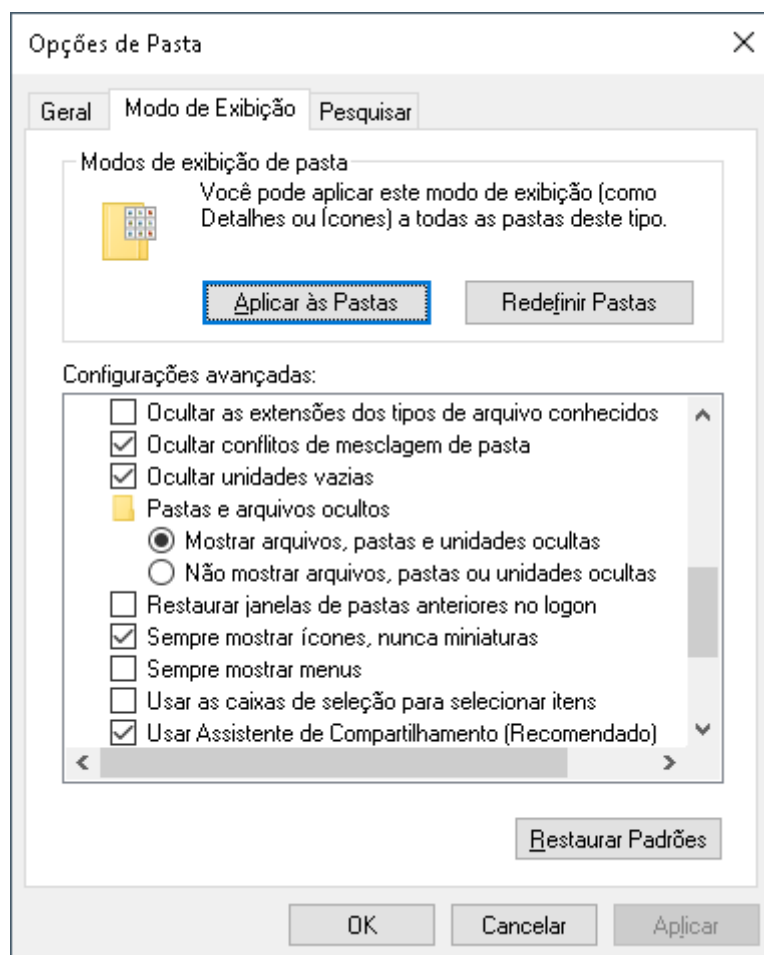 Opções de Pasta
Geral
Modo de Exibição
Pesquisar
Modos de exibição de pasta
Você pode aplicar este modo de exibição (como
Detalhes ou Ícones) a todas as pastas deste tipo.
Aplicar às Pastas
Redefinir Pastas
Configurações avançadas:
Ocultar as extensões dos tipos de arquivo conhecidos
Ocultar conflitos de mesclagem de pasta
Ocultar unidades vazias
Pastas e arquivos ocultos
Mostrar arquivos, pastas e unidades ocultas
Não mostrar arquivos, pastas ou unidades ocultas
Restaurar janelas de pastas anteriores no logon
Sempre mostrar ícones, nunca miniaturas
Sempre mostrar menus
Usar as caixas de seleção para selecionar itens
Usar Assistente de Compartilhamento (Recomendado)
Restaurar Padrões
OK
Cancelar
Aplicar